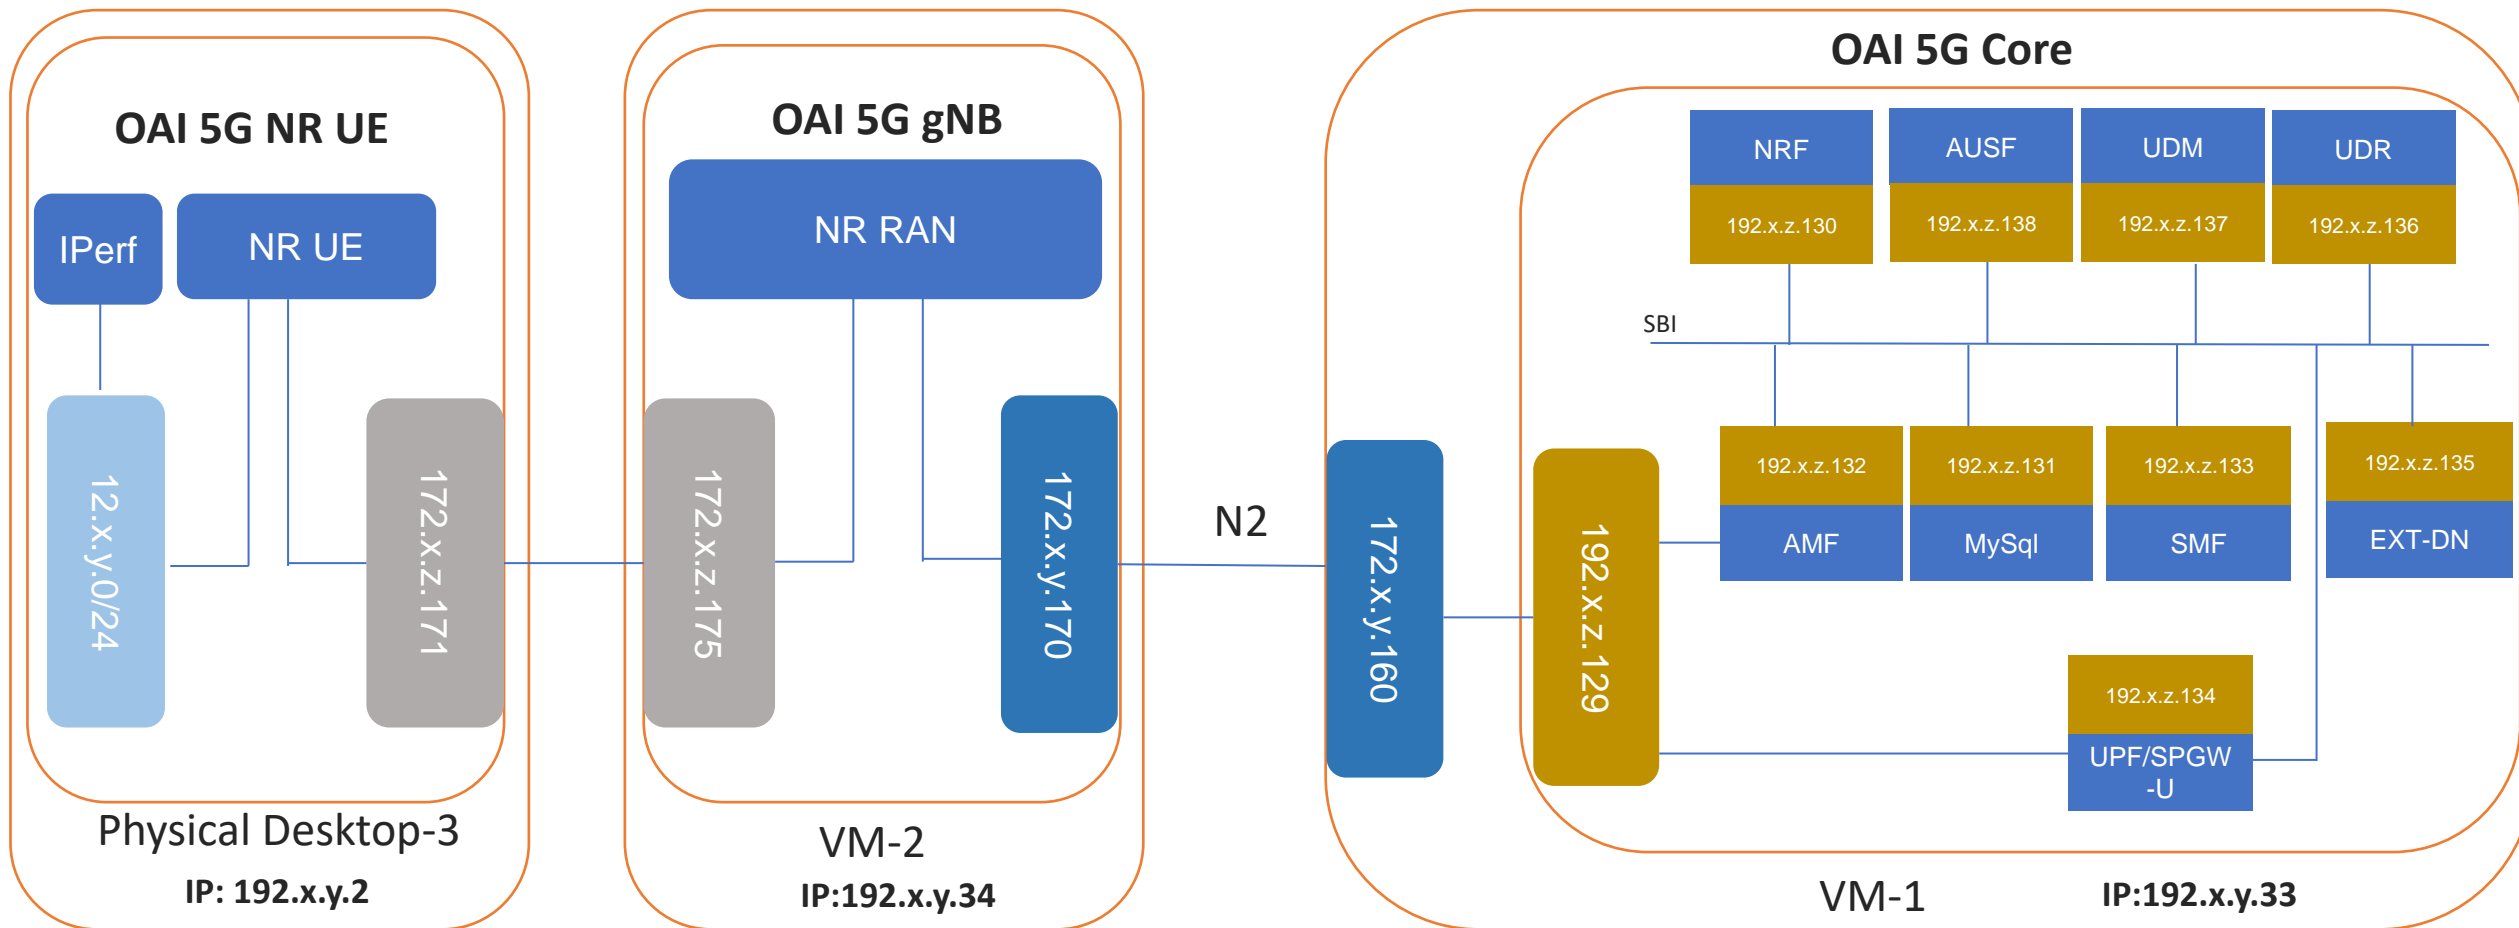 OAI 5G NR UE
IPerf
NR UE
12.x.y.0/24
172.x.z.171
Physical Desktop-3
IP: 192.x.y.2
OAI 5G gNB
NR RAN
172.x.z.175
172.x.y.170
VM-2
IP:192.x.y.34
N2
OAI 5G Core
172.x.y.160
192.x.z.129
NRF
192.x.z.130
AUSF
192.x.z.138
UDM
192.x.z.137
UDR
192.x.z.136
SBI
192.x.z.132
AMF
192.x.z.131
MySql
192.x.z.133
SMF
192.x.z.135
EXT-DN
192.x.z.134
UPF/SPGW
-U
VM-1
IP:192.x.y.33